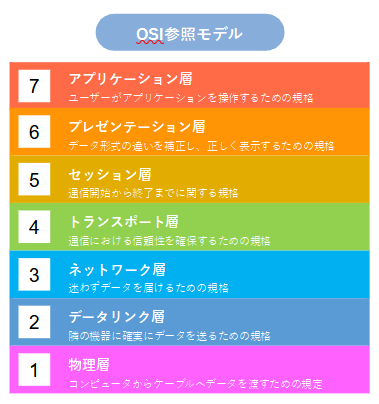 OSI参照モデル
7
アプリケーション層
ユーザーがアプリケーションを操作するための規格
6
プレゼンテーション層
データ形式の違いを補正し、正しく表示するための規格
5
セッション層
通信開始から終了までに関する規格
4
トランスポート層
通信における信頼性を確保するための規格
3
ネットワーク層
迷わずデータを届けるための規格
2
データリンク層
隣の機器に確実にデータを送るための規格
1
物理層
コンピュータからケーブルへデータを渡すための規定